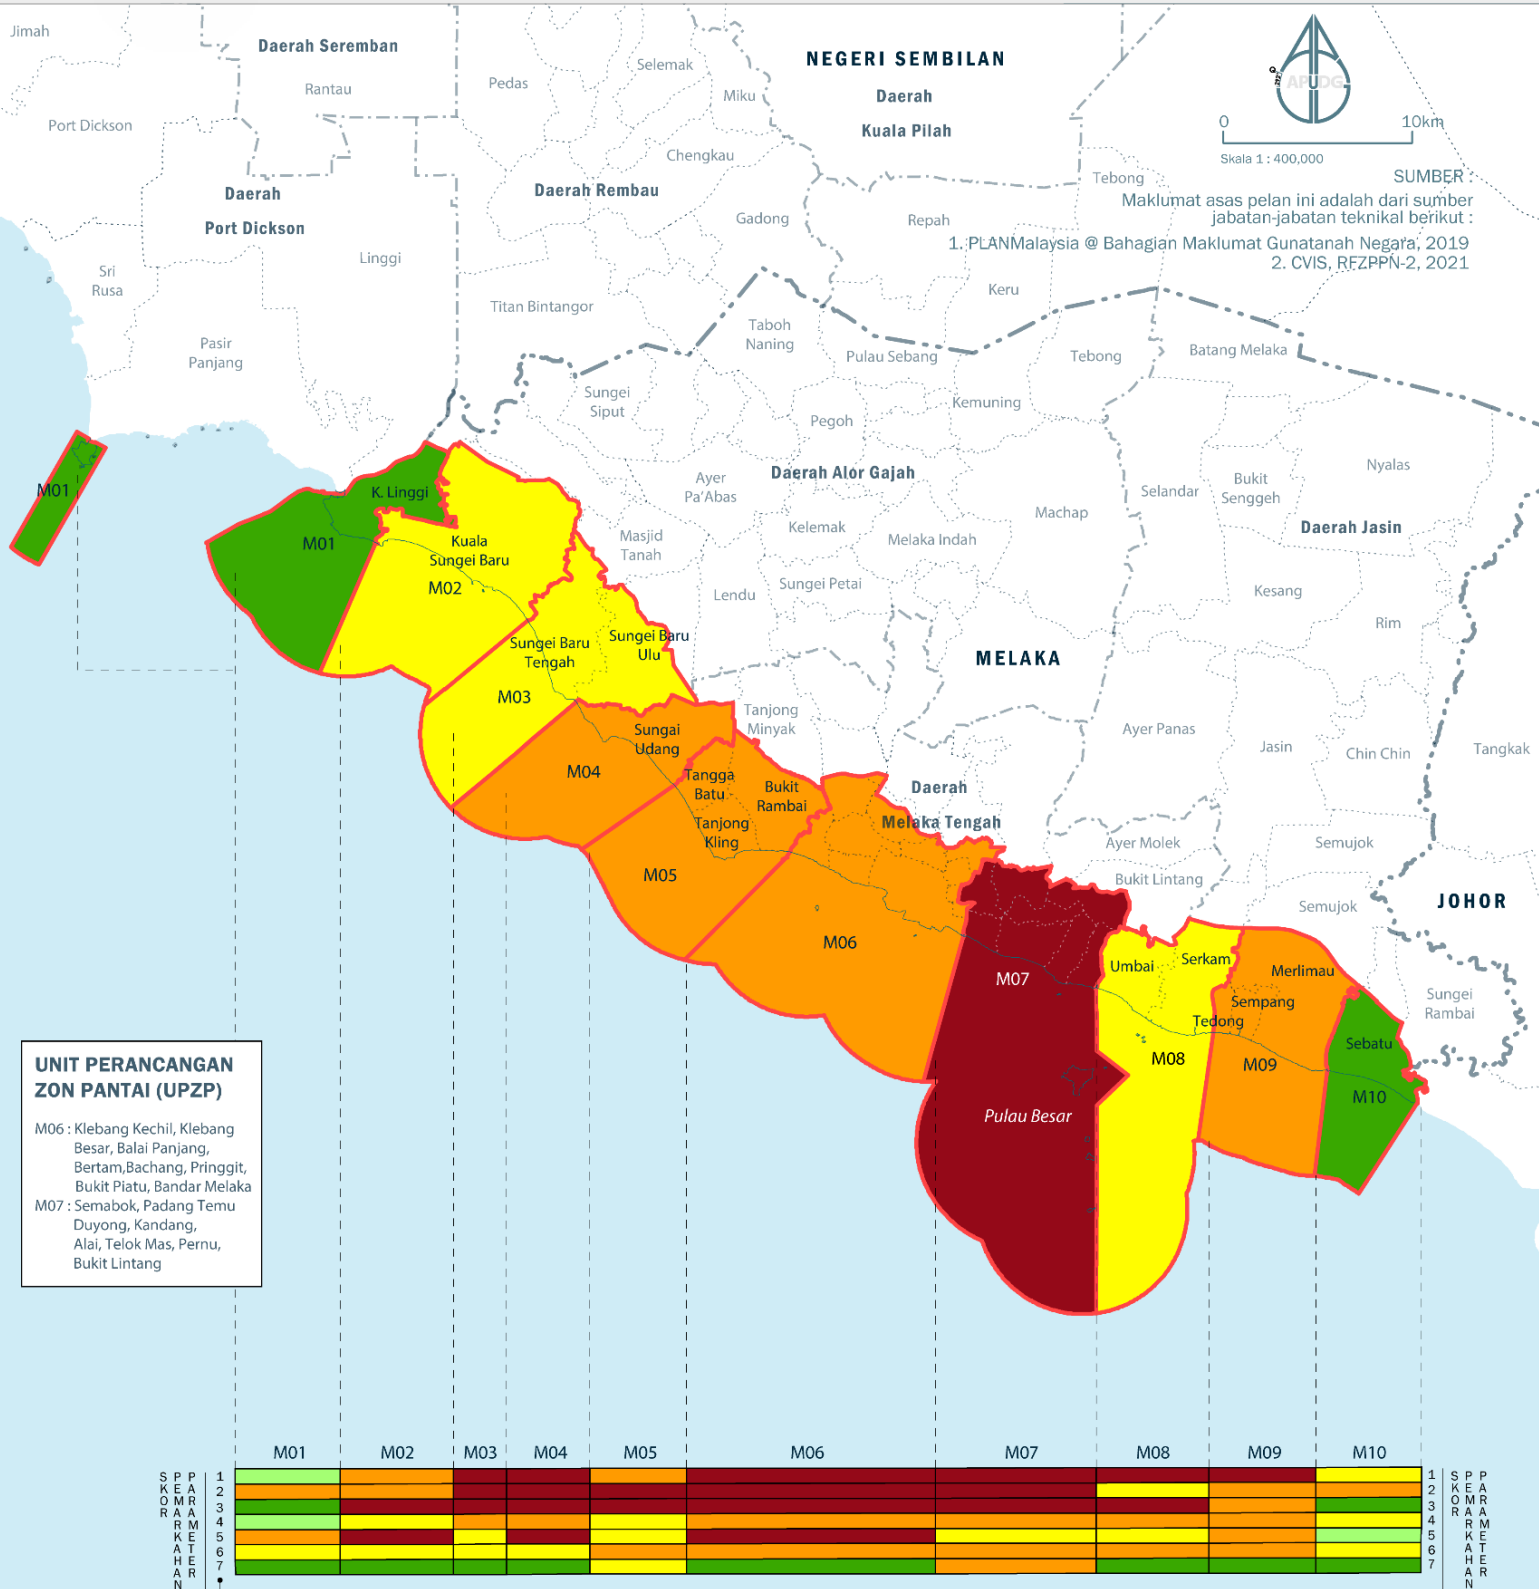 Jimah
Daerah Seremban
Rantau
Port Dickson
Daerah
Port Dickson
Linggi
Sri
Rusa
Pasir
Panjang
Pedas
Selemak
Miku
Chengkau
Daerah Rembau
Gadong
Titan Bintangor
NEGERI SEMBILAN
Daerah
Kuala Pilah
Repah
Keru
Tebong
APUDG
0 10km
Skala 1 : 400,000
SUMBER :
Maklumat asas pelan ini adalah dari sumber
jabatan-jabatan teknikal berikut :
1. PLANMalaysia @ Bahagian Maklumat Gunatanah Negara, 2019
2. CVIS, RFZPPN-2, 2021
Taboh
Naning
Pulau Sebang
Tebong
Batang Melaka
Sungei
Siput
Kemuning
Pegoh
Nyalas
Ayer
Pa'Abas
Daerah Alor Gajah
Selandar
Bukit
Senggeh
Machap
Daerah Jasin
Masjid
Tanah
Kelemak
Melaka Indah
Lendu
Sungei Petai
Kesang
Rim
MELAKA
Tanjong
Minyak
Ayer Panas
Jasin
Chin Chin
Tangkak
Daerah
Melaka Tengah
Ayer Molek
Semujok
Bukit Lintang
Semujok
JOHOR
Sungei
Rambai
M01
K. Linggi
M01
Kuala
Sungei Baru
M02
Sungei Baru
Tengah
Sungei Baru
Ulu
M03
Sungai
Udang
M04
Tangga
Batu
Bukit
Rambai
Tanjong
Kling
M05
M06
M07
Pulau Besar
Umbai
Serkam
M08
Merlimau
Sempang
Tedong
M09
Sebatu
M10
UNIT PERANCANGAN
ZON PANTAI (UPZP)
M06 : Klebang Kechil, Klebang
Besar, Balai Panjang,
Bertam,Bachang, Pringgit,
Bukit Piatu, Bandar Melaka
M07 : Semabok, Padang Temu
Duyong, Kandang,
Alai, Telok Mas, Pernu,
Bukit Lintang
M01 M02 M03 M04 M05 M06 M07 M08 M09 M10
SKOR
PEMARKAHAN
PARAMETER
1
2
3
4
5
6
7
1
2
3
4
5
6
7
SKOR
PEMARKAHAN
PARAMETER